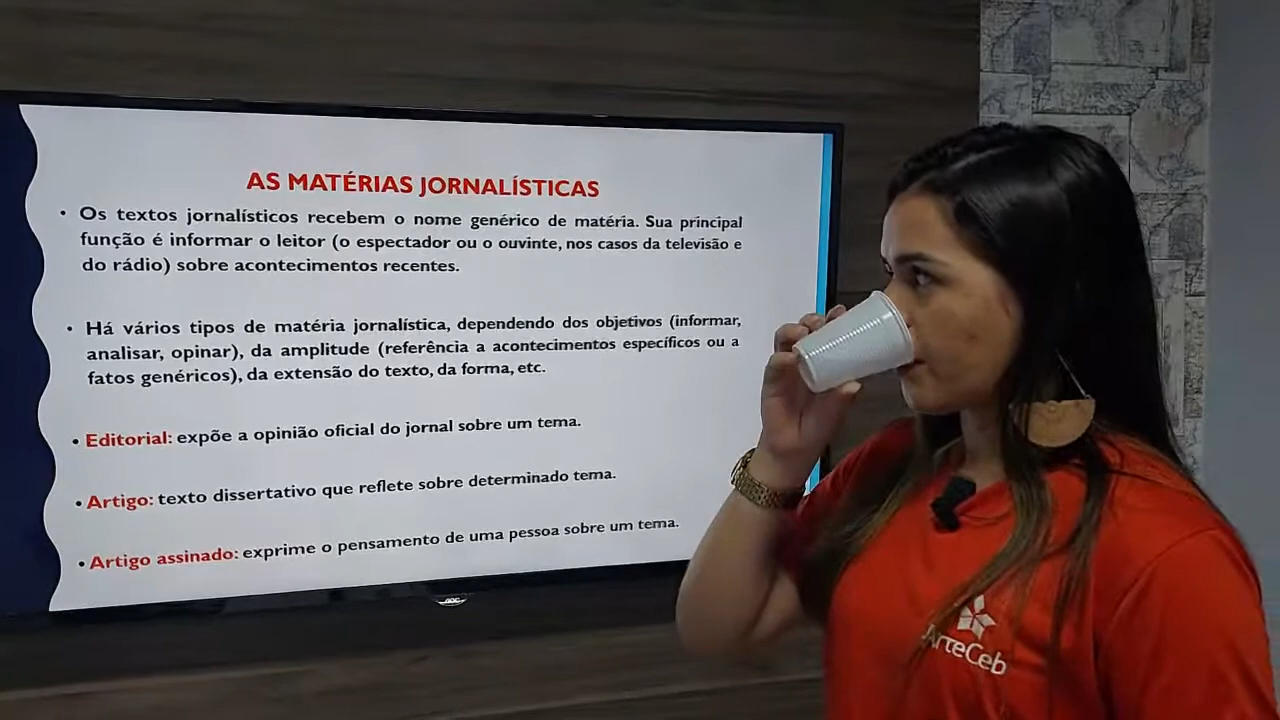 AS MATÉRIAS JORNALÍSTICAS
• Os textos jornalísticos recebem o nome genérico de matéria. Sua principal
função é informar o leitor (o espectador ou o ouvinte, nos casos da televisão e
do rádio) sobre acontecimentos recentes.
• Há vários tipos de matéria jornalística, dependendo dos objetivos (informar,
analisar, opinar), da amplitude (referência a acontecimentos específicos ou a
fatos genéricos), da extensão do texto, da forma, etc.
• Editorial: expõe a opinião oficial do jornal sobre um tema.
• Artigo: texto dissertativo que reflete sobre determinado tema.
• Artigo assinado: exprime o pensamento de uma pessoa sobre um tema.
AOC
ArteCeb